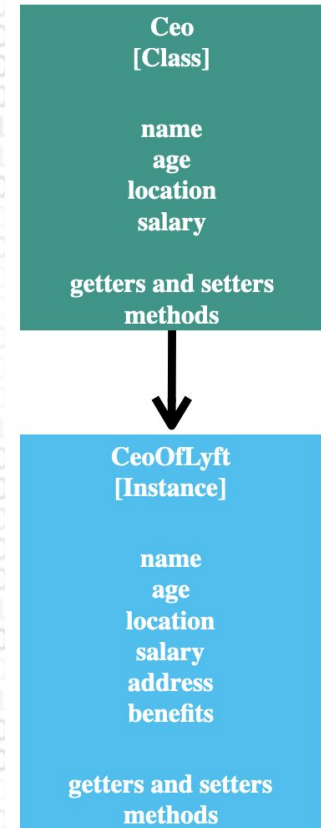 Ceo
[Class]
name
age
location
salary
getters and setters
methods
CeoOfLyft
[Instance]
name
age
location
salary
address
benefits
getters and setters
methods